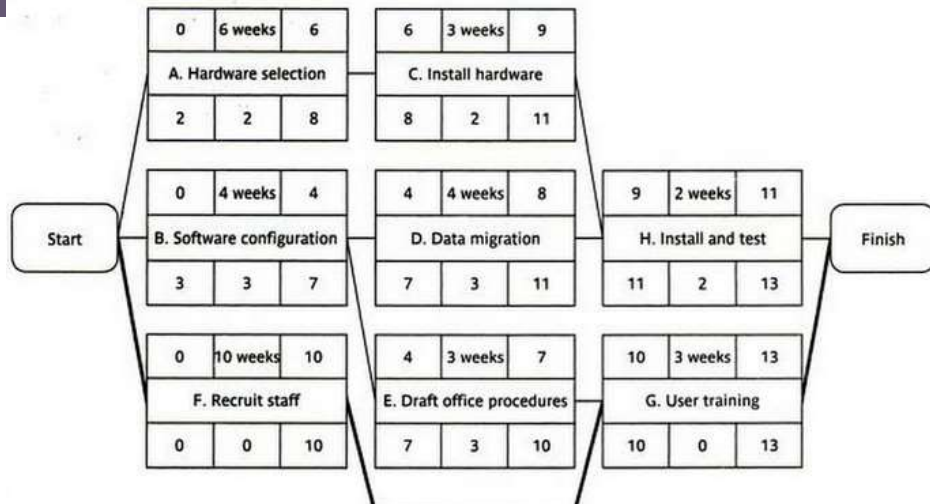 0 6 weeks 6
A. Hardware selection
2 2 8
6 3 weeks 9
C. Install hardware
8 2 11
0 4 weeks 4
B. Software configuration
3 3 7
4 4 weeks 8
D. Data migration
7 3 11
9 2 weeks 11
H. Install and test
11 2 13
Start
Finish
0 10 weeks 10
F. Recruit staff
0 0 10
4 3 weeks 7
E. Draft office procedures
7 3 10
10 3 weeks 13
G. User training
10 0 13